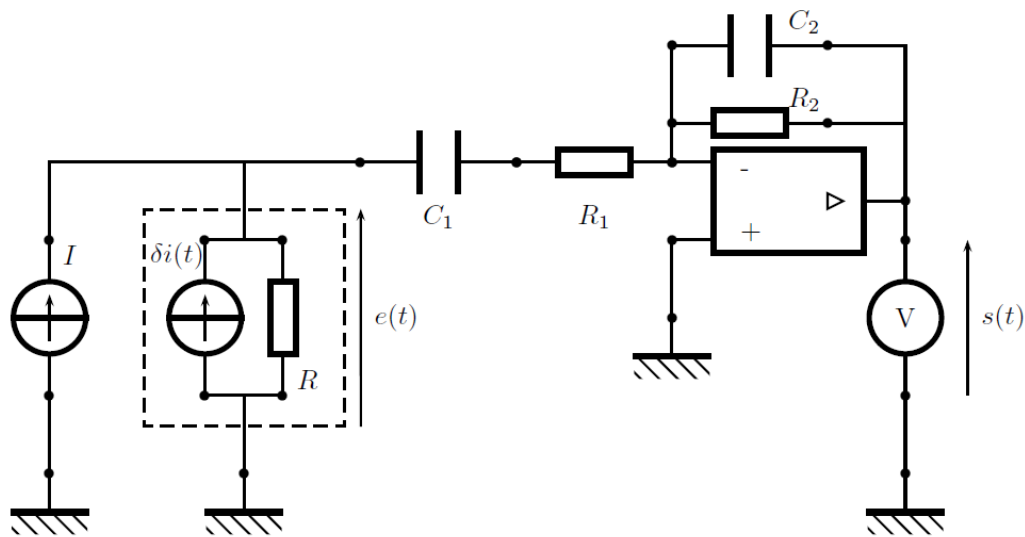 C₂
R₂
-
C₁
R₁
+
I
δi(t)
e(t)
V
s(t)
R